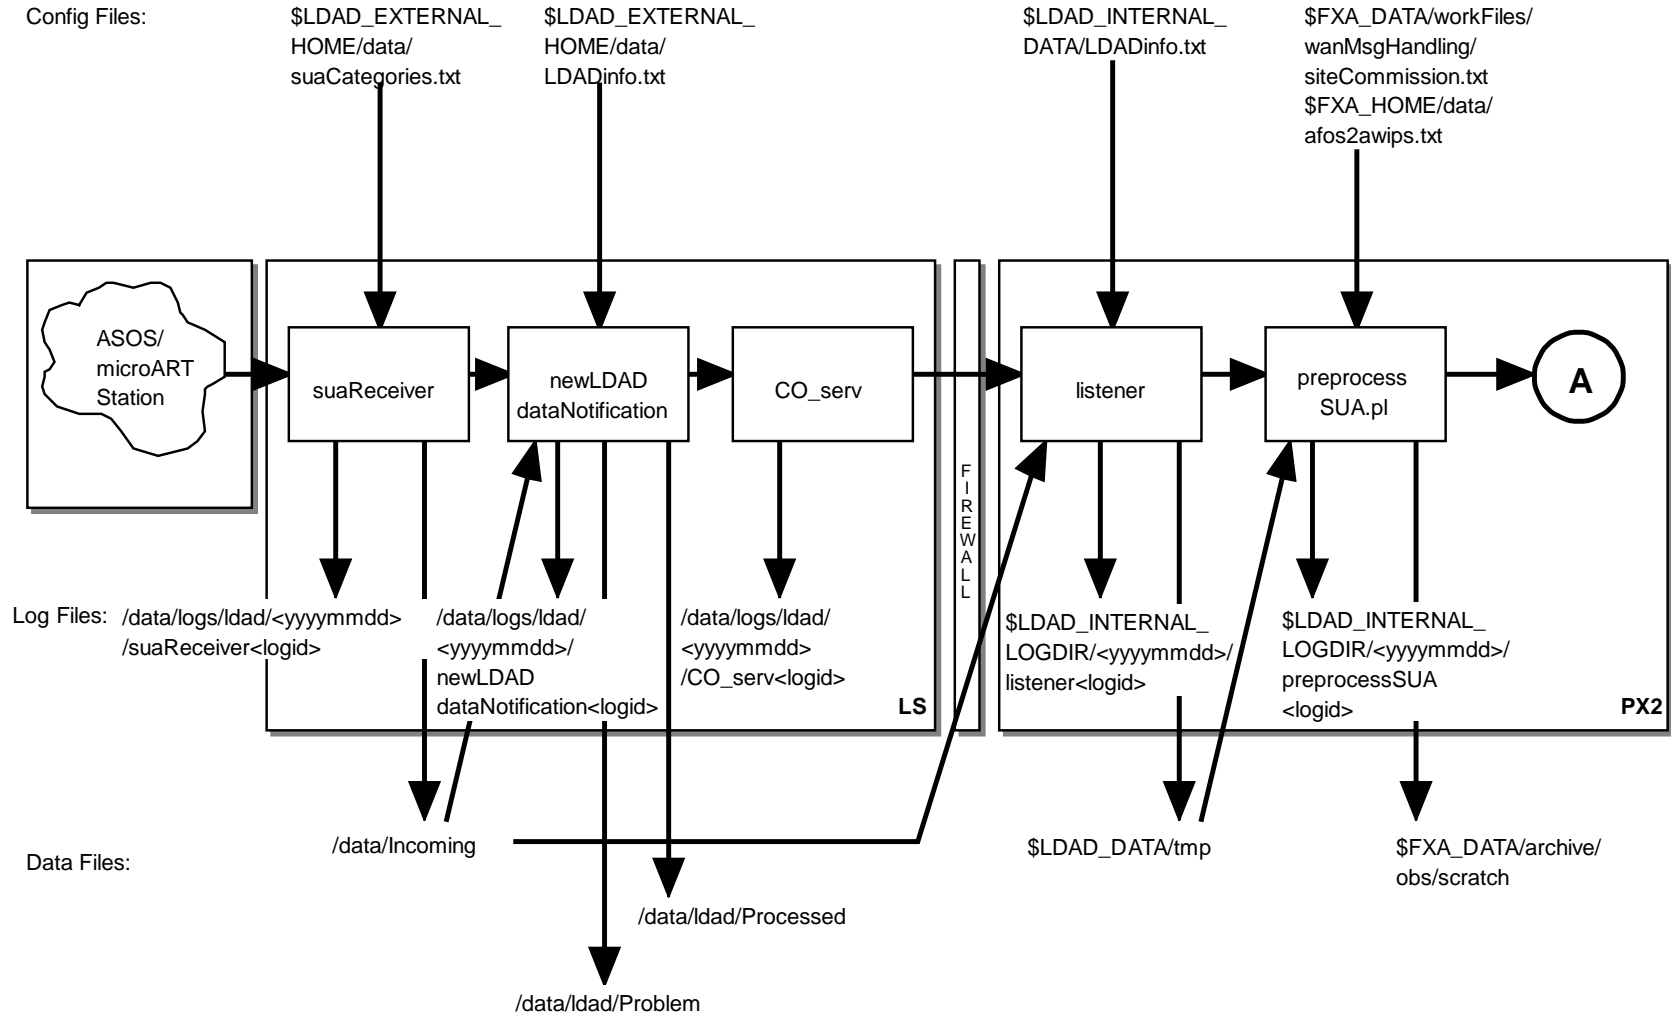 Config Files:
$LDAD_EXTERNAL_
HOME/data/
suaCategories.txt
$LDAD_EXTERNAL_
HOME/data/
LDADinfo.txt
$LDAD_INTERNAL_
DATA/LDADinfo.txt
$FXA_DATA/workFiles/
wanMsgHandling/
siteCommission.txt
$FXA_HOME/data/
afos2awips.txt
ASOS/
microART
Station
suaReceiver
newLDAD
dataNotification
CO_serv
FIREWALL
listener
preprocess
SUA.pl
A
Log Files:
/data/logs/ldad/<yyyymmdd>
/suaReceiver<logid>
/data/logs/ldad/
<yyyymmdd>/
newLDAD
dataNotification<logid>
/data/logs/ldad/
<yyyymmdd>
/CO_serv<logid>
LS
$LDAD_INTERNAL_
LOGDIR/<yyyymmdd>/
listener<logid>
$LDAD_INTERNAL_
LOGDIR/<yyyymmdd>/
preprocessSUA
<logid>
PX2
Data Files:
/data/Incoming
/data/ldad/Processed
/data/ldad/Problem
$LDAD_DATA/tmp
$FXA_DATA/archive/
obs/scratch